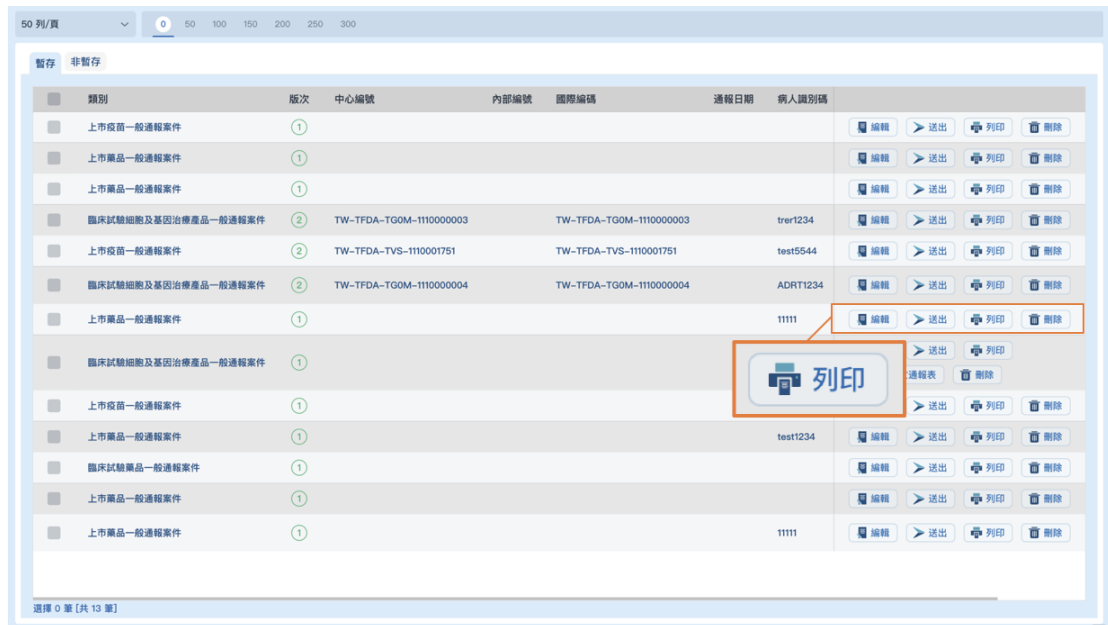 50 列/頁 0 50 100 150 200 250 300
暫存 非暫存
類別 版次 中心編號 內部編號 國際編碼 通報日期 病人識別碼
上市疫苗一般通報案件 1 編輯 送出 列印 刪除
上市藥品一般通報案件 1 編輯 送出 列印 刪除
上市藥品一般通報案件 1 編輯 送出 列印 刪除
臨床試驗細胞及基因治療產品一般通報案件 2 TW-TFDA-TG0M-1110000003 TW-TFDA-TG0M-1110000003 trer1234 編輯 送出 列印 刪除
上市疫苗一般通報案件 2 TW-TFDA-TVS-1110001751 TW-TFDA-TVS-1110001751 test5544 編輯 送出 列印 刪除
臨床試驗細胞及基因治療產品一般通報案件 2 TW-TFDA-TG0M-1110000004 TW-TFDA-TG0M-1110000004 ADRT1234 編輯 送出 列印 刪除
上市藥品一般通報案件 1 11111 編輯 送出 列印 刪除
送出 列印
臨床試驗細胞及基因治療產品一般通報案件 1
通報表 刪除
列印
上市疫苗一般通報案件 1 送出 列印 刪除
上市藥品一般通報案件 1 test1234 編輯 送出 列印 刪除
臨床試驗藥品一般通報案件 1 編輯 送出 列印 刪除
上市藥品一般通報案件 1 編輯 送出 列印 刪除
上市藥品一般通報案件 1 11111 編輯 送出 列印 刪除
選擇 0 筆 [共 13 筆]